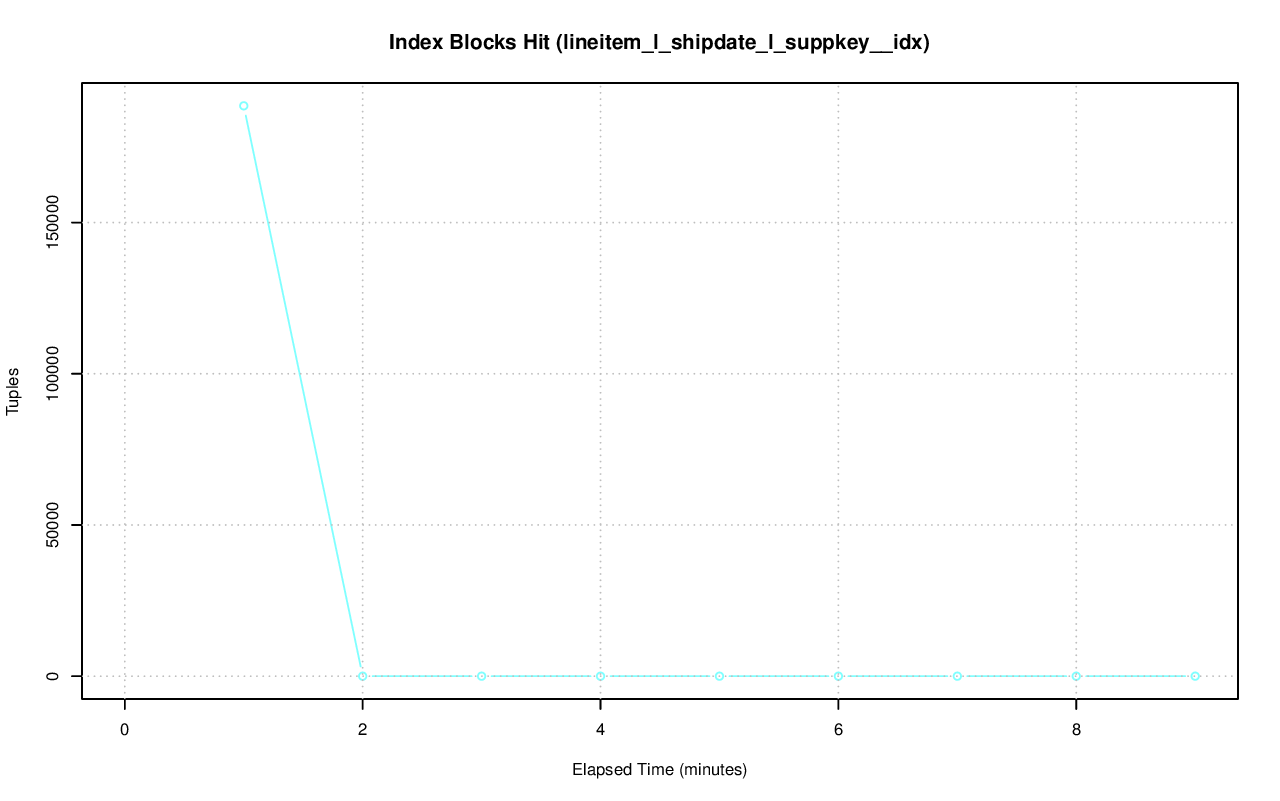 Index Blocks Hit (lineitem_l_shipdate_l_suppkey__idx)
Tuples
150000
100000
50000
0
0 2 4 6 8
Elapsed Time (minutes)